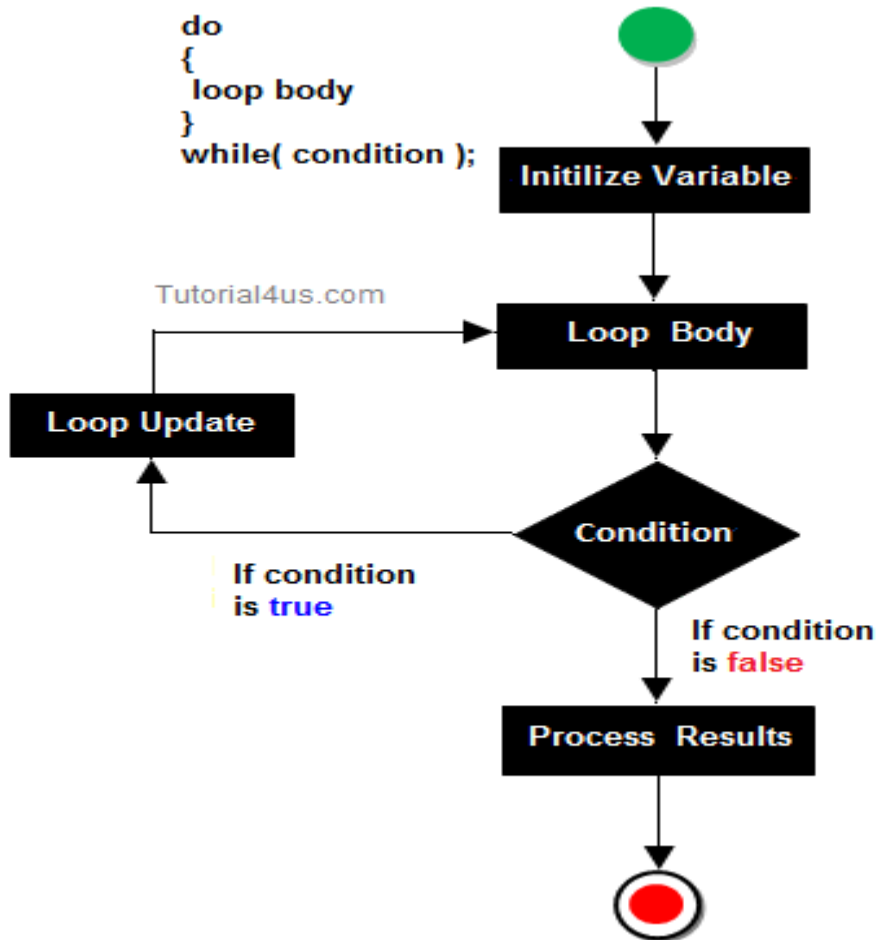 do
{
loop body
}
while( condition );
Initilize Variable
Tutorial4us.com
Loop Body
Loop Update
Condition
If condition
is true
If condition
is false
Process Results